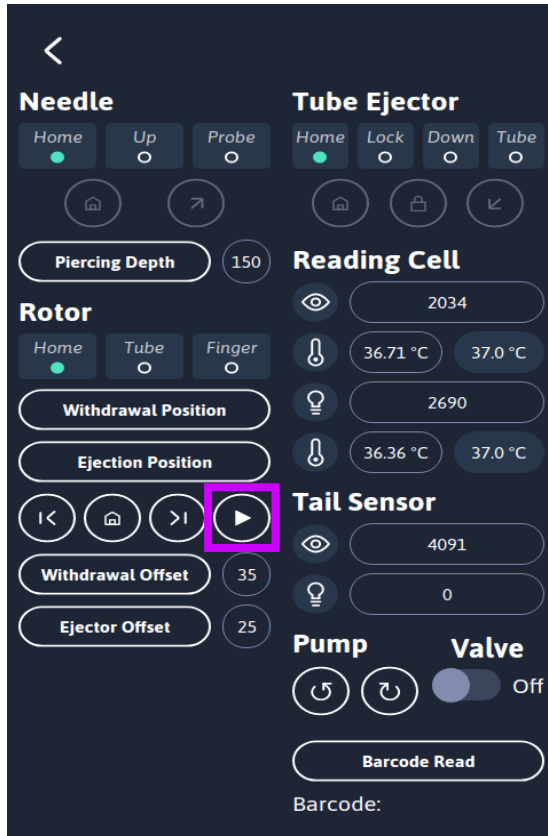 Needle
Home Up Probe
Piercing Depth 150
Rotor
Home Tube Finger
Withdrawal Position
Ejection Position
Withdrawal Offset 35
Ejector Offset 25
Tube Ejector
Home Lock Down Tube
Reading Cell
2034
36.71 °C 37.0 °C
2690
36.36 °C 37.0 °C
Tail Sensor
4091
0
Pump Valve
Off
Barcode Read
Barcode: